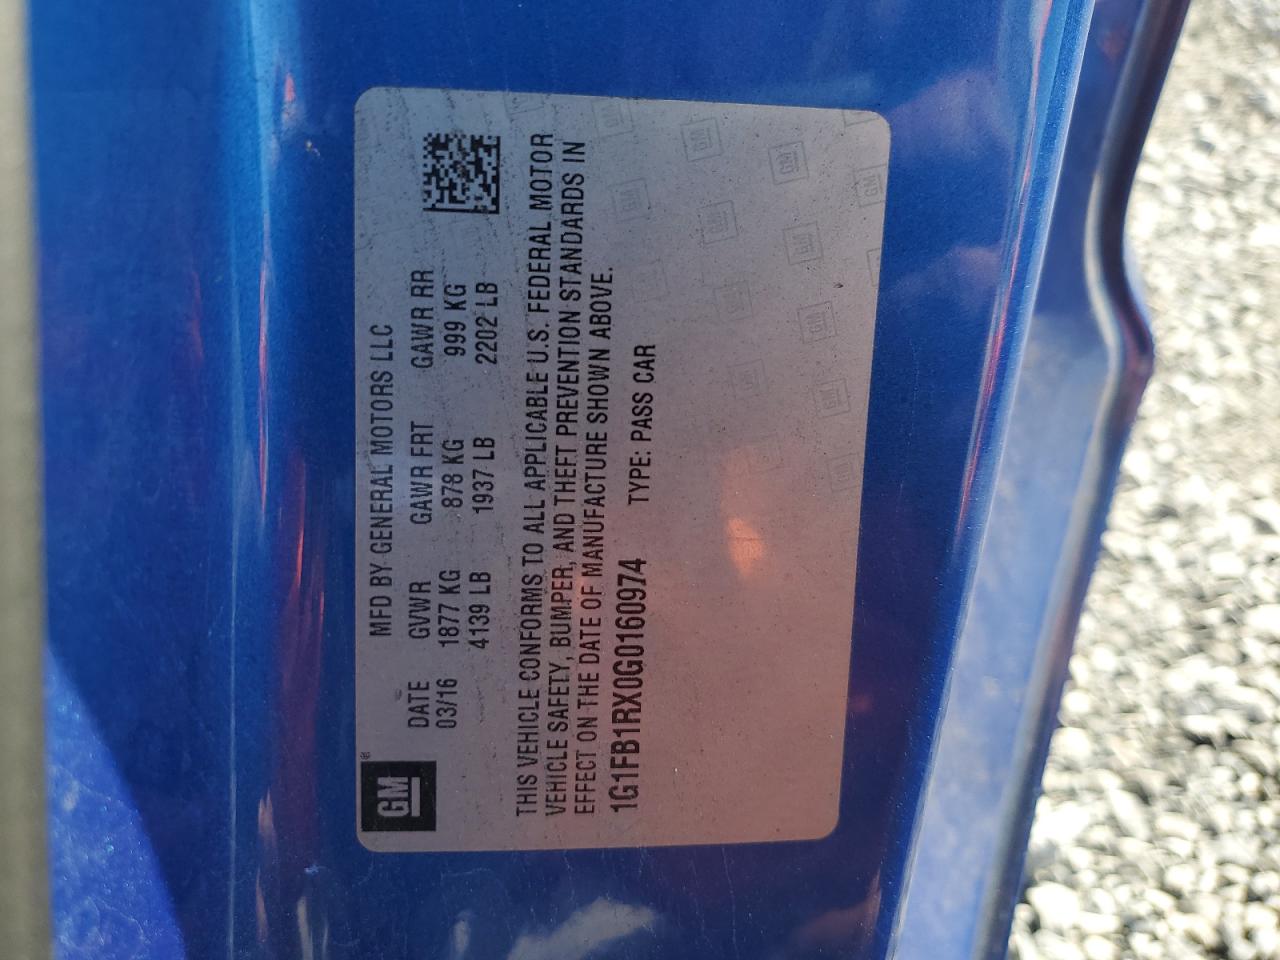 GM®
MFD BY GENERAL MOTORS LLC
DATE GVWR GAWR FRT GAWR RR
03/16 1877 KG 878 KG 999 KG
4139 LB 1937 LB 2202 LB
THIS VEHICLE CONFORMS TO ALL APPLICABLE U.S. FEDERAL MOTOR
VEHICLE SAFETY, BUMPER, AND THEFT PREVENTION STANDARDS IN
EFFECT ON THE DATE OF MANUFACTURE SHOWN ABOVE.
1G1FB1RX0G0160974 TYPE: PASS CAR